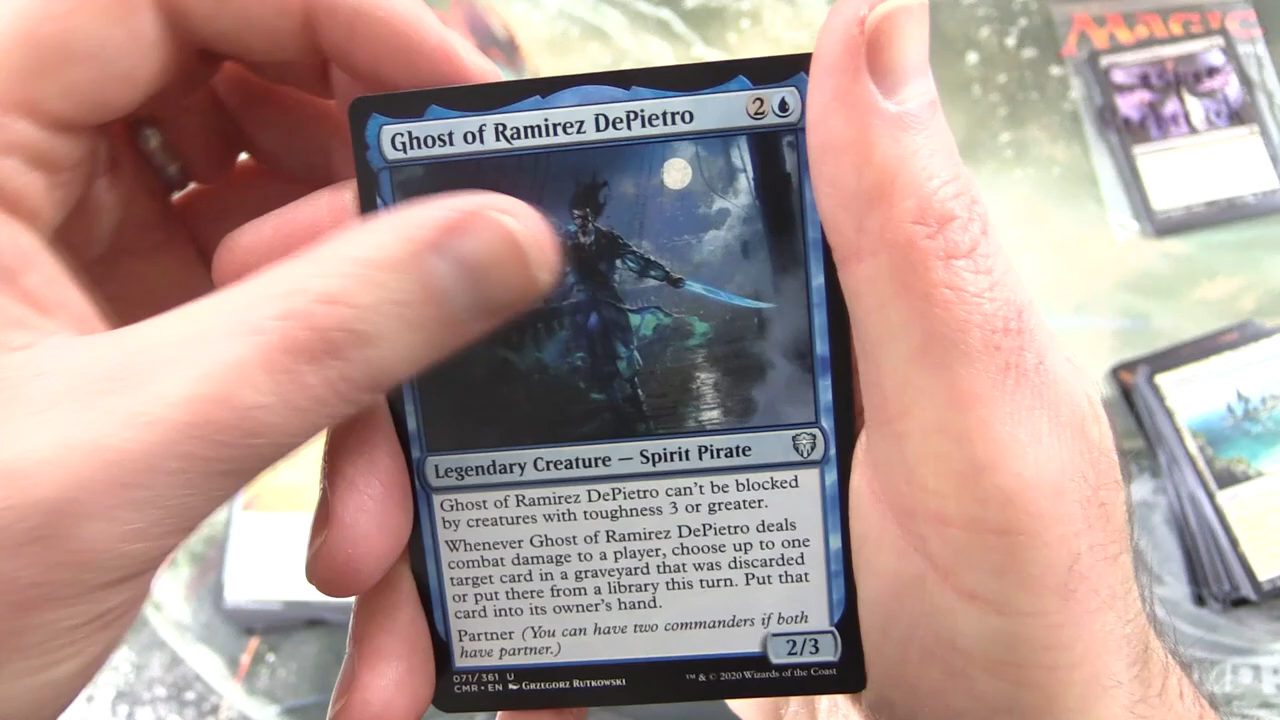 MAGIC
Ghost of Ramirez DePietro
2
Legendary Creature — Spirit Pirate
Ghost of Ramirez DePietro can't be blocked
by creatures with toughness 3 or greater.
Whenever Ghost of Ramirez DePietro deals
combat damage to a player, choose up to one
target card in a graveyard that was discarded
or put there from a library this turn. Put that
card into its owner's hand.
Partner (You can have two commanders if both
have partner.)
2/3
071/361 U
CMR • EN Grzegorz Rutkowski
™ & © 2020 Wizards of the Coast